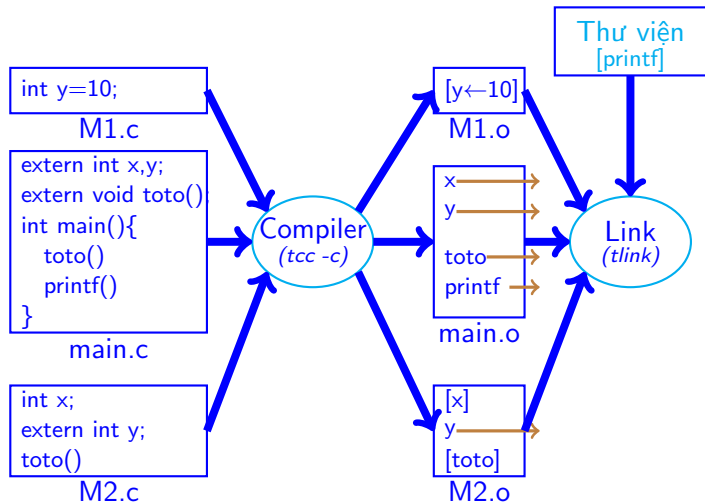 Thư viện
[printf]
int y=10;
M1.c
extern int x,y;
extern void toto();
int main(){
toto()
printf()
}
main.c
int x;
extern int y;
toto()
M2.c
Compiler
(tcc -c)
[y←10]
M1.o
x
y
toto
printf
main.o
[x]
y
[toto]
M2.o
Link
(tlink)